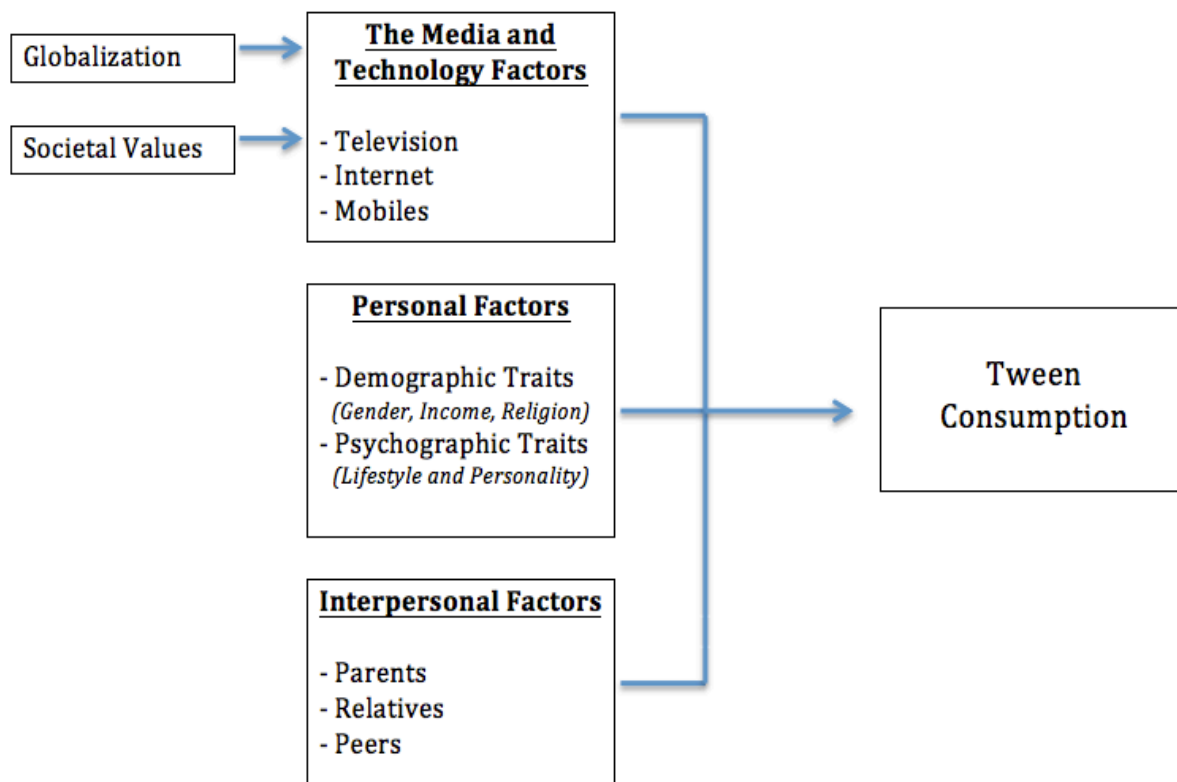 Globalization
Societal Values
The Media and
Technology Factors
- Television
- Internet
- Mobiles
Personal Factors
- Demographic Traits
(Gender, Income, Religion)
- Psychographic Traits
(Lifestyle and Personality)
Interpersonal Factors
- Parents
- Relatives
- Peers
Tween
Consumption